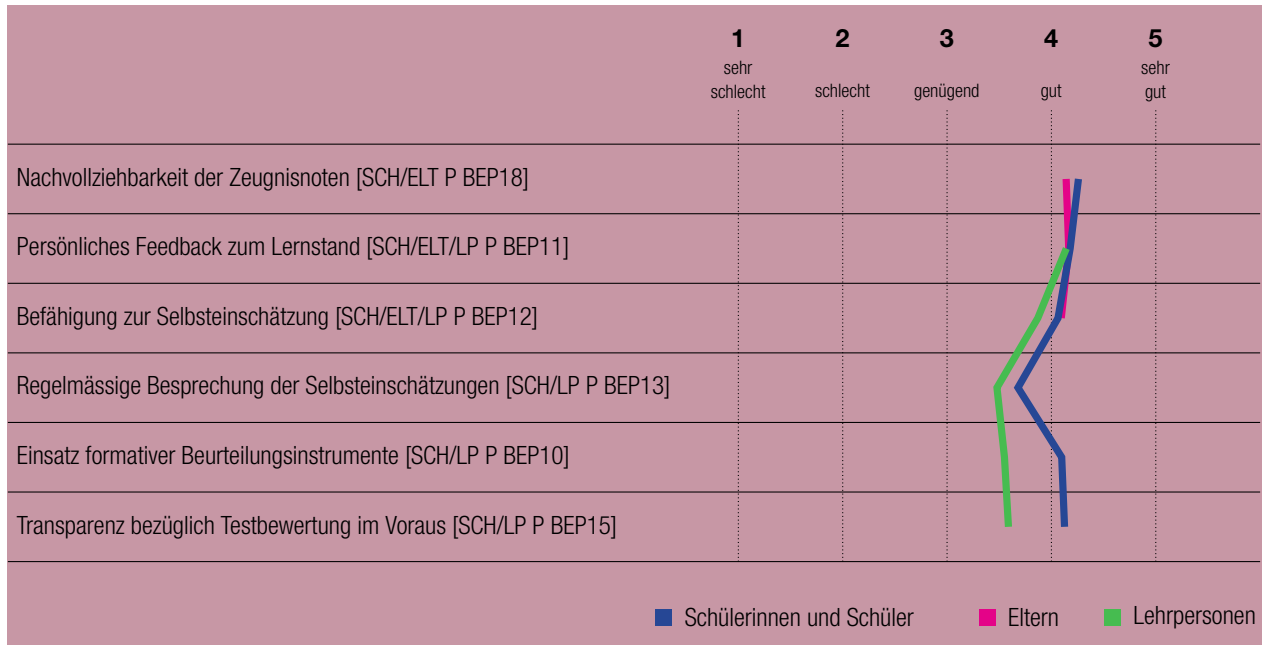 1 2 3 4 5
sehr schlecht schlecht genügend gut sehr gut
Nachvollziehbarkeit der Zeugnisnoten [SCH/ELT P BEP18]
Persönliches Feedback zum Lernstand [SCH/ELT/LP P BEP11]
Befähigung zur Selbsteinschätzung [SCH/ELT/LP P BEP12]
Regelmässige Besprechung der Selbsteinschätzungen [SCH/LP P BEP13]
Einsatz formativer Beurteilungsinstrumente [SCH/LP P BEP10]
Transparenz bezüglich Testbewertung im Voraus [SCH/LP P BEP15]
Schülerinnen und Schüler Eltern Lehrpersonen